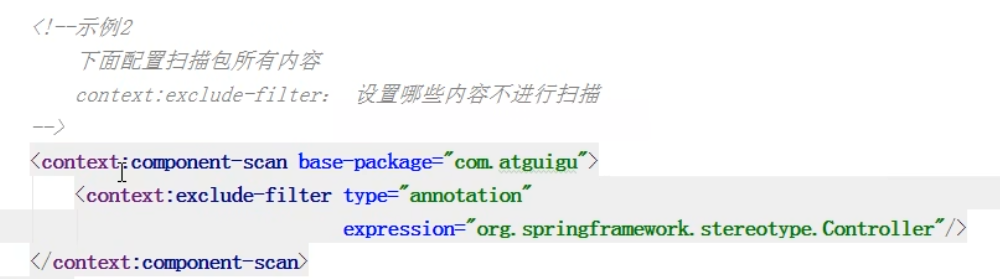 <!--示例2
下面配置扫描包所有内容
context:exclude-filter: 设置哪些内容不进行扫描
-->
<context:component-scan base-package="com.atguigu">
<context:exclude-filter type="annotation"
expression="org.springframework.stereotype.Controller"/>
</context:component-scan>